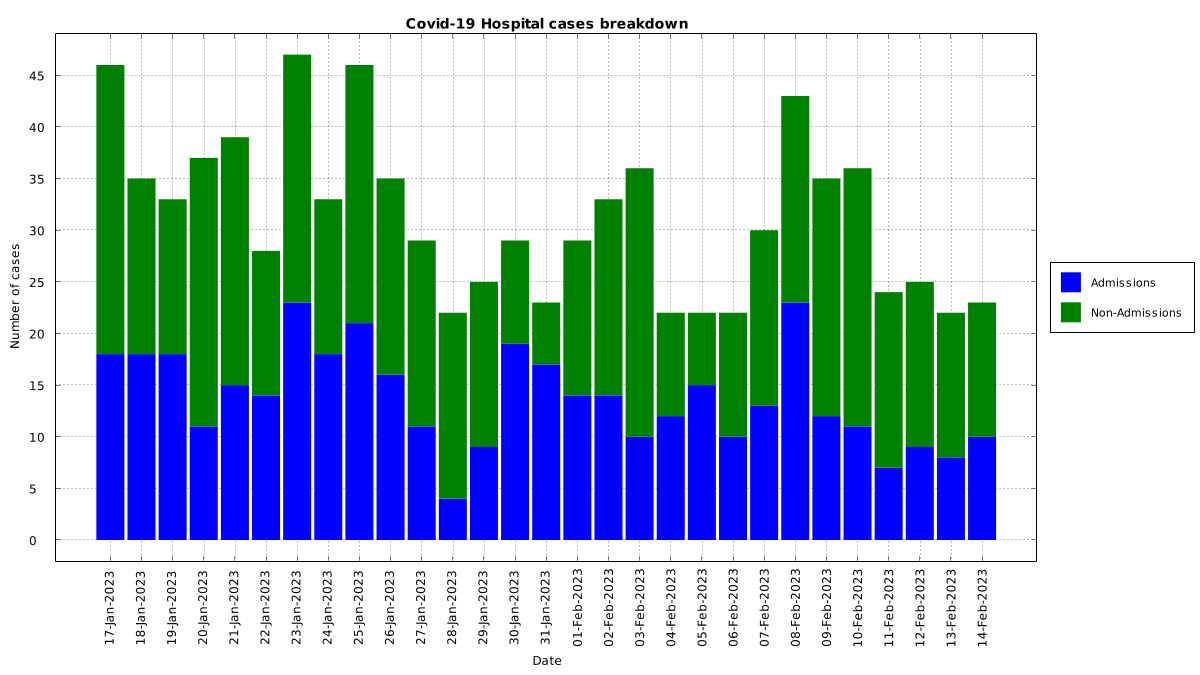 Covid-19 Hospital cases breakdown
45
40
35
30
25
20
15
10
5
0
Number of cases
17-Jan-2023
18-Jan-2023
19-Jan-2023
20-Jan-2023
21-Jan-2023
22-Jan-2023
23-Jan-2023
24-Jan-2023
25-Jan-2023
26-Jan-2023
27-Jan-2023
28-Jan-2023
29-Jan-2023
30-Jan-2023
31-Jan-2023
01-Feb-2023
02-Feb-2023
03-Feb-2023
04-Feb-2023
05-Feb-2023
06-Feb-2023
07-Feb-2023
08-Feb-2023
09-Feb-2023
10-Feb-2023
11-Feb-2023
12-Feb-2023
13-Feb-2023
14-Feb-2023
Date
Admissions
Non-Admissions